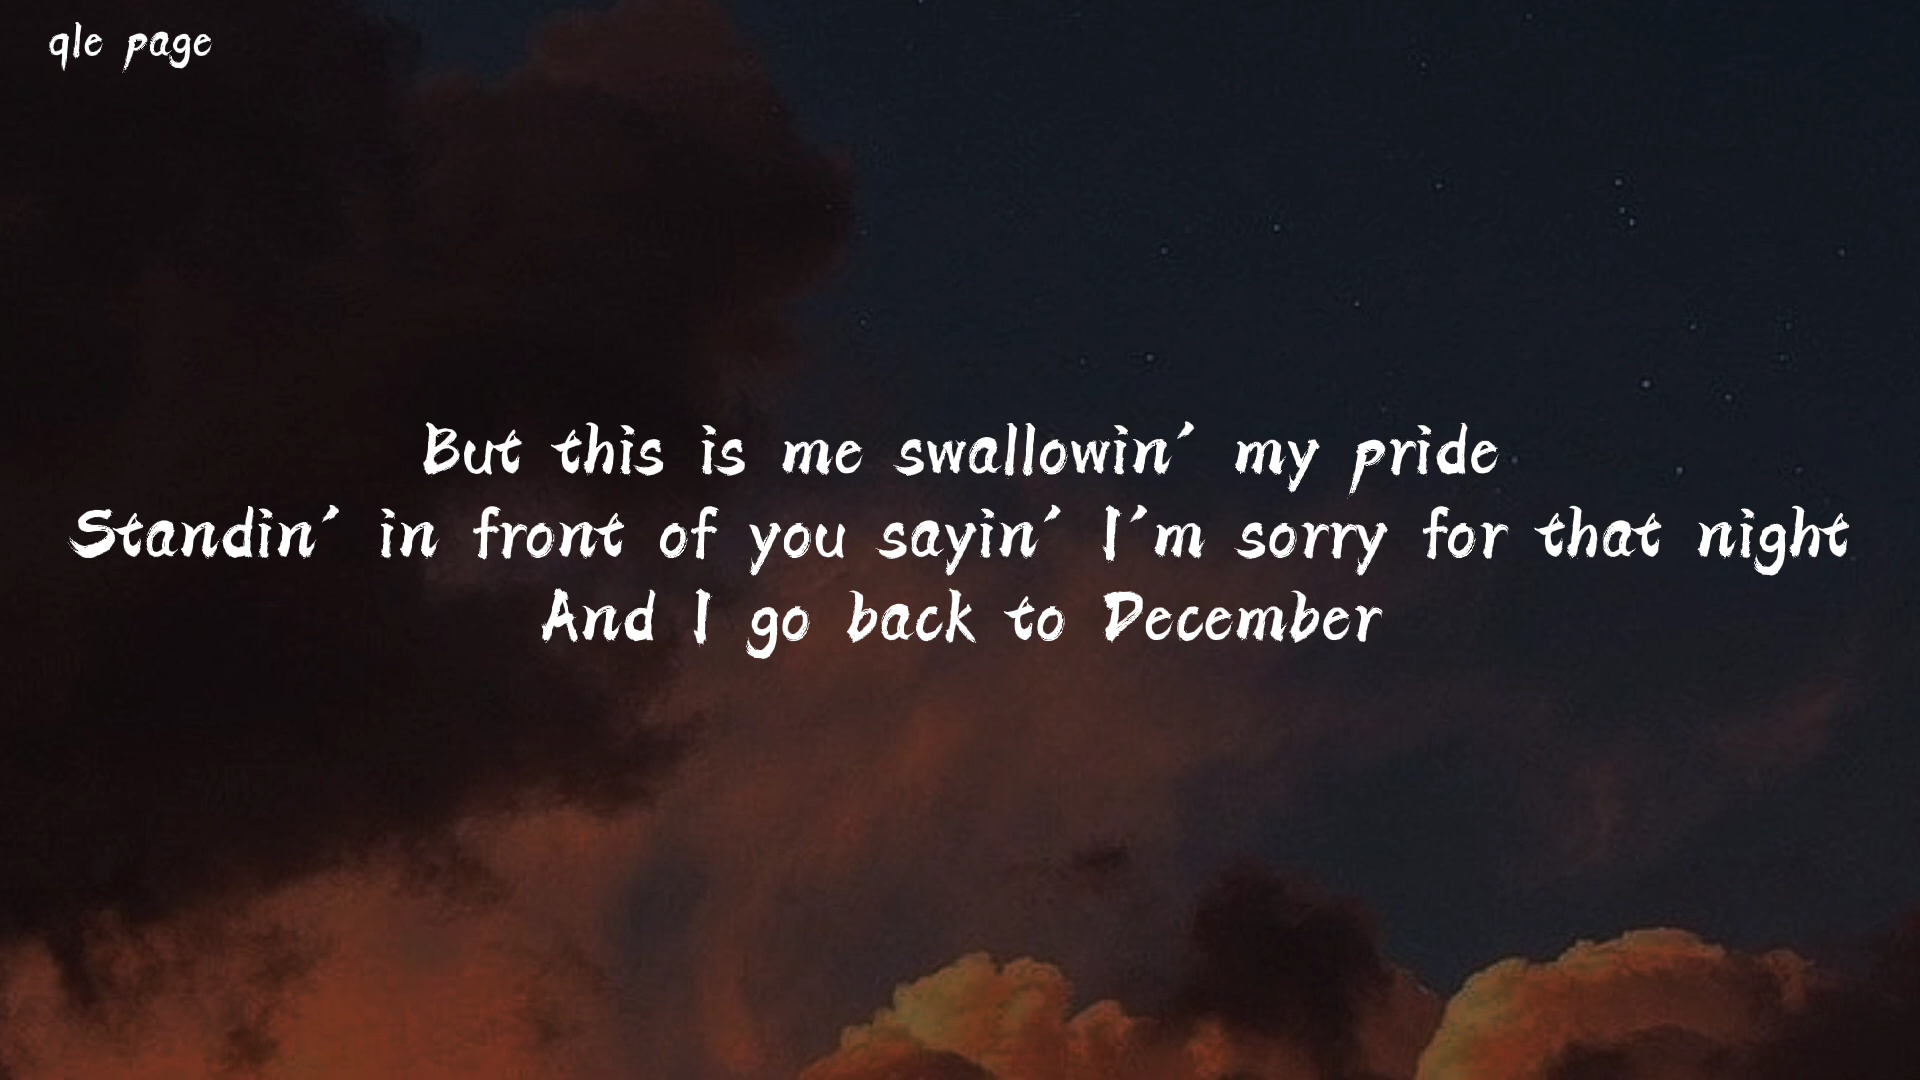 qle page
But this is me swallowin' my pride
Standin' in front of you sayin' I'm sorry for that night
And I go back to December